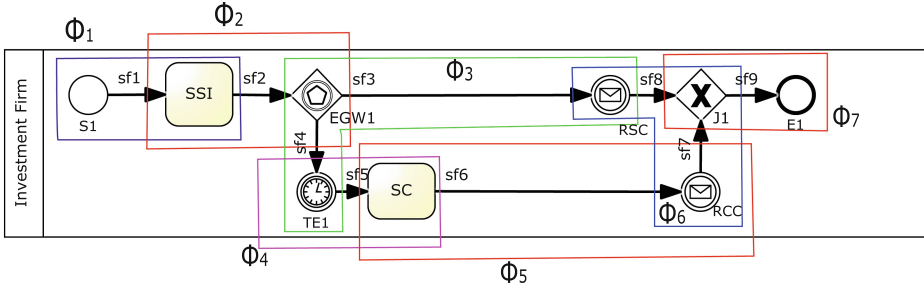 Φ1
Φ2
Investment Firm
S1
sf1
SSI
sf2
EGW1
sf3
Φ3
RSC
sf8
J1
sf9
E1
Φ7
sf4
TE1
sf5
SC
sf6
RCC
sf7
Φ6
Φ4
Φ5